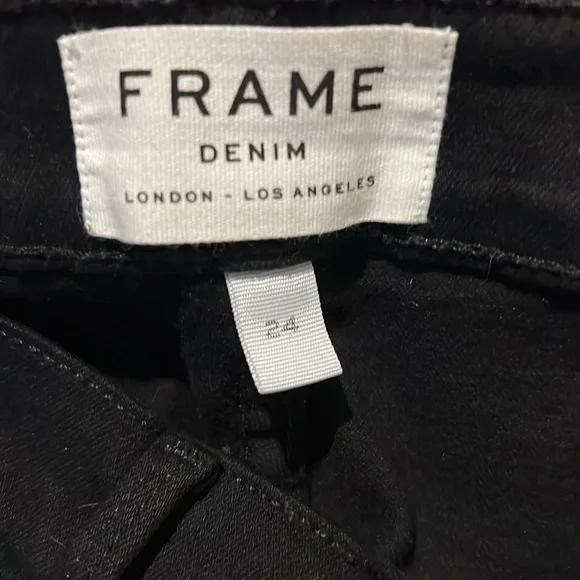 FRAME
DENIM
LONDON - LOS ANGELES
24